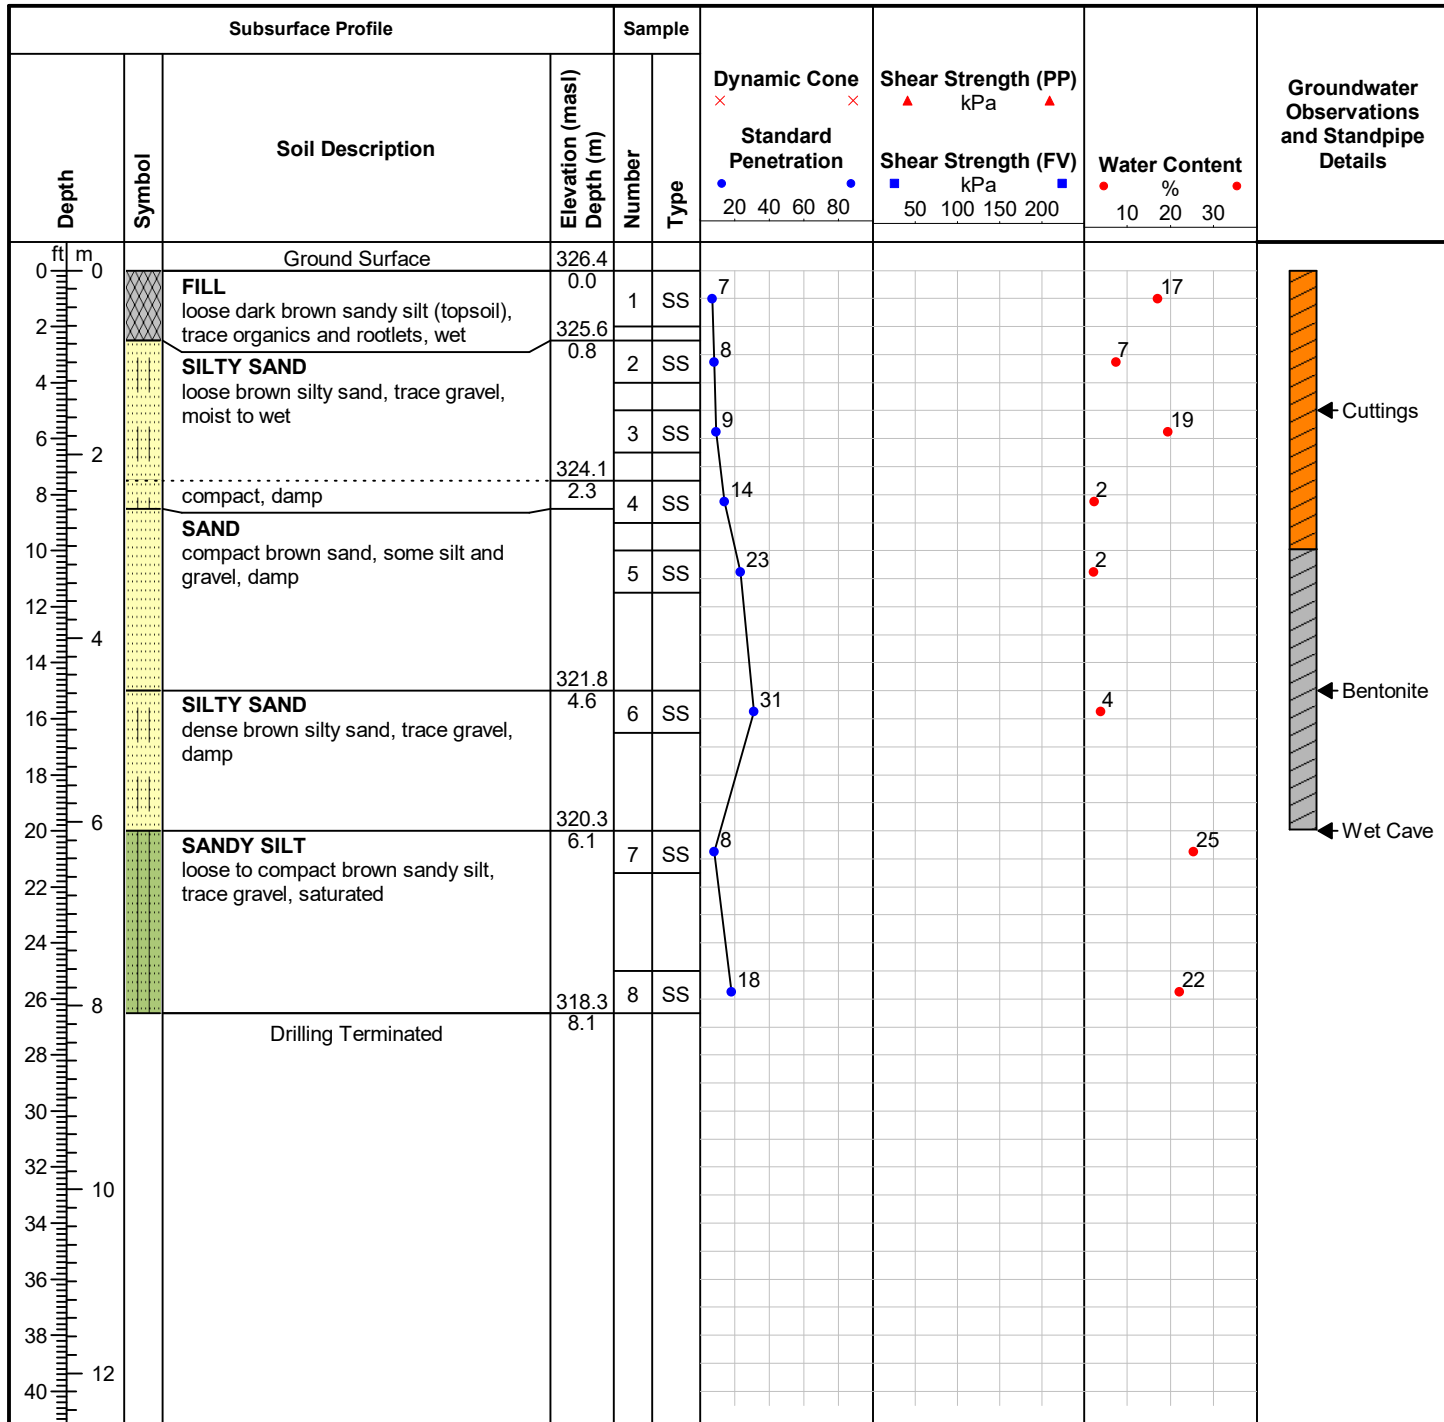 Subsurface Profile
Sample
Depth
Symbol
Soil Description
Elevation (masl)
Depth (m)
Number
Type
Dynamic Cone
Standard
Penetration
20 40 60 80
Shear Strength (PP)
kPa
Shear Strength (FV)
kPa
50 100 150 200
Water Content
%
10 20 30
Groundwater
Observations
and Standpipe
Details
ft m
Ground Surface
326.4
0 0
0.0
FILL
loose dark brown sandy silt (topsoil),
trace organics and rootlets, wet
1 SS
7
17
2
325.6
0.8
SILTY SAND
loose brown silty sand, trace gravel,
moist to wet
2 SS
8
7
4
Cuttings
3 SS
9
19
6
2
324.1
2.3
compact, damp
4 SS
14
2
8
SAND
compact brown sand, some silt and
gravel, damp
10
5 SS
23
2
12
4
14
321.8
4.6
Bentonite
SILTY SAND
dense brown silty sand, trace gravel,
damp
16
6 SS
31
4
18
6
320.3
20
6.1
Wet Cave
SANDY SILT
loose to compact brown sandy silt,
trace gravel, saturated
7 SS
8
25
22
24
26
8
318.3
8 SS
18
22
8.1
Drilling Terminated
28
30
32
10
34
36
38
12
40